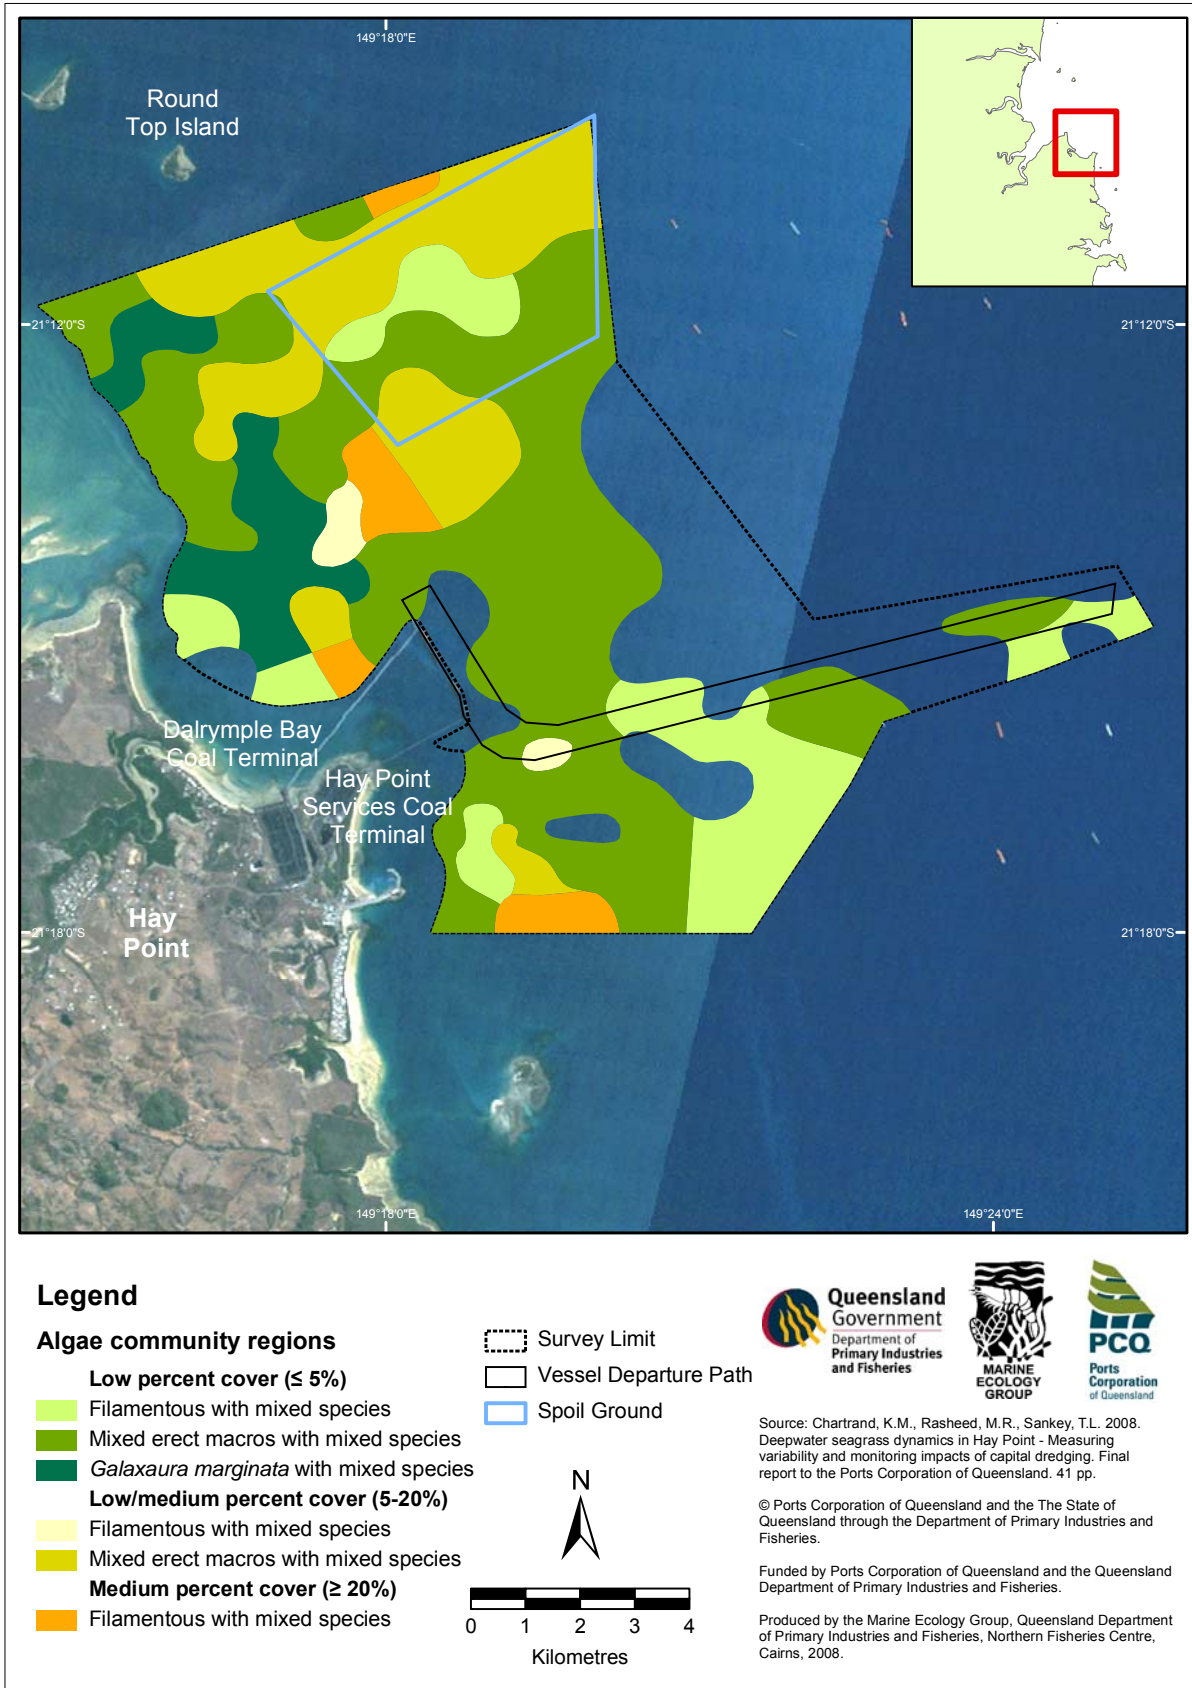 149°18'0"E
Round
Top Island
21°12'0"S
21°12'0"S
Dalrymple Bay
Coal Terminal
Hay Point
Services Coal
Terminal
Hay
Point
21°18'0"S
21°18'0"S
149°18'0"E
149°24'0"E
Legend
Algae community regions
Low percent cover (≤ 5%)
Filamentous with mixed species
Mixed erect macros with mixed species
Galaxaura marginata with mixed species
Low/medium percent cover (5-20%)
Filamentous with mixed species
Mixed erect macros with mixed species
Medium percent cover (≥ 20%)
Filamentous with mixed species
Survey Limit
Vessel Departure Path
Spoil Ground
N
0 1 2 3 4
Kilometres
Queensland
Government
Department of
Primary Industries
and Fisheries
MARINE
ECOLOGY
GROUP
PCQ
Ports
Corporation
of Queensland
Source: Chartrand, K.M., Rasheed, M.R., Sankey, T.L. 2008.
Deepwater seagrass dynamics in Hay Point - Measuring
variability and monitoring impacts of capital dredging. Final
report to the Ports Corporation of Queensland. 41 pp.
© Ports Corporation of Queensland and the The State of
Queensland through the Department of Primary Industries and
Fisheries.
Funded by Ports Corporation of Queensland and the Queensland
Department of Primary Industries and Fisheries.
Produced by the Marine Ecology Group, Queensland Department
of Primary Industries and Fisheries, Northern Fisheries Centre,
Cairns, 2008.